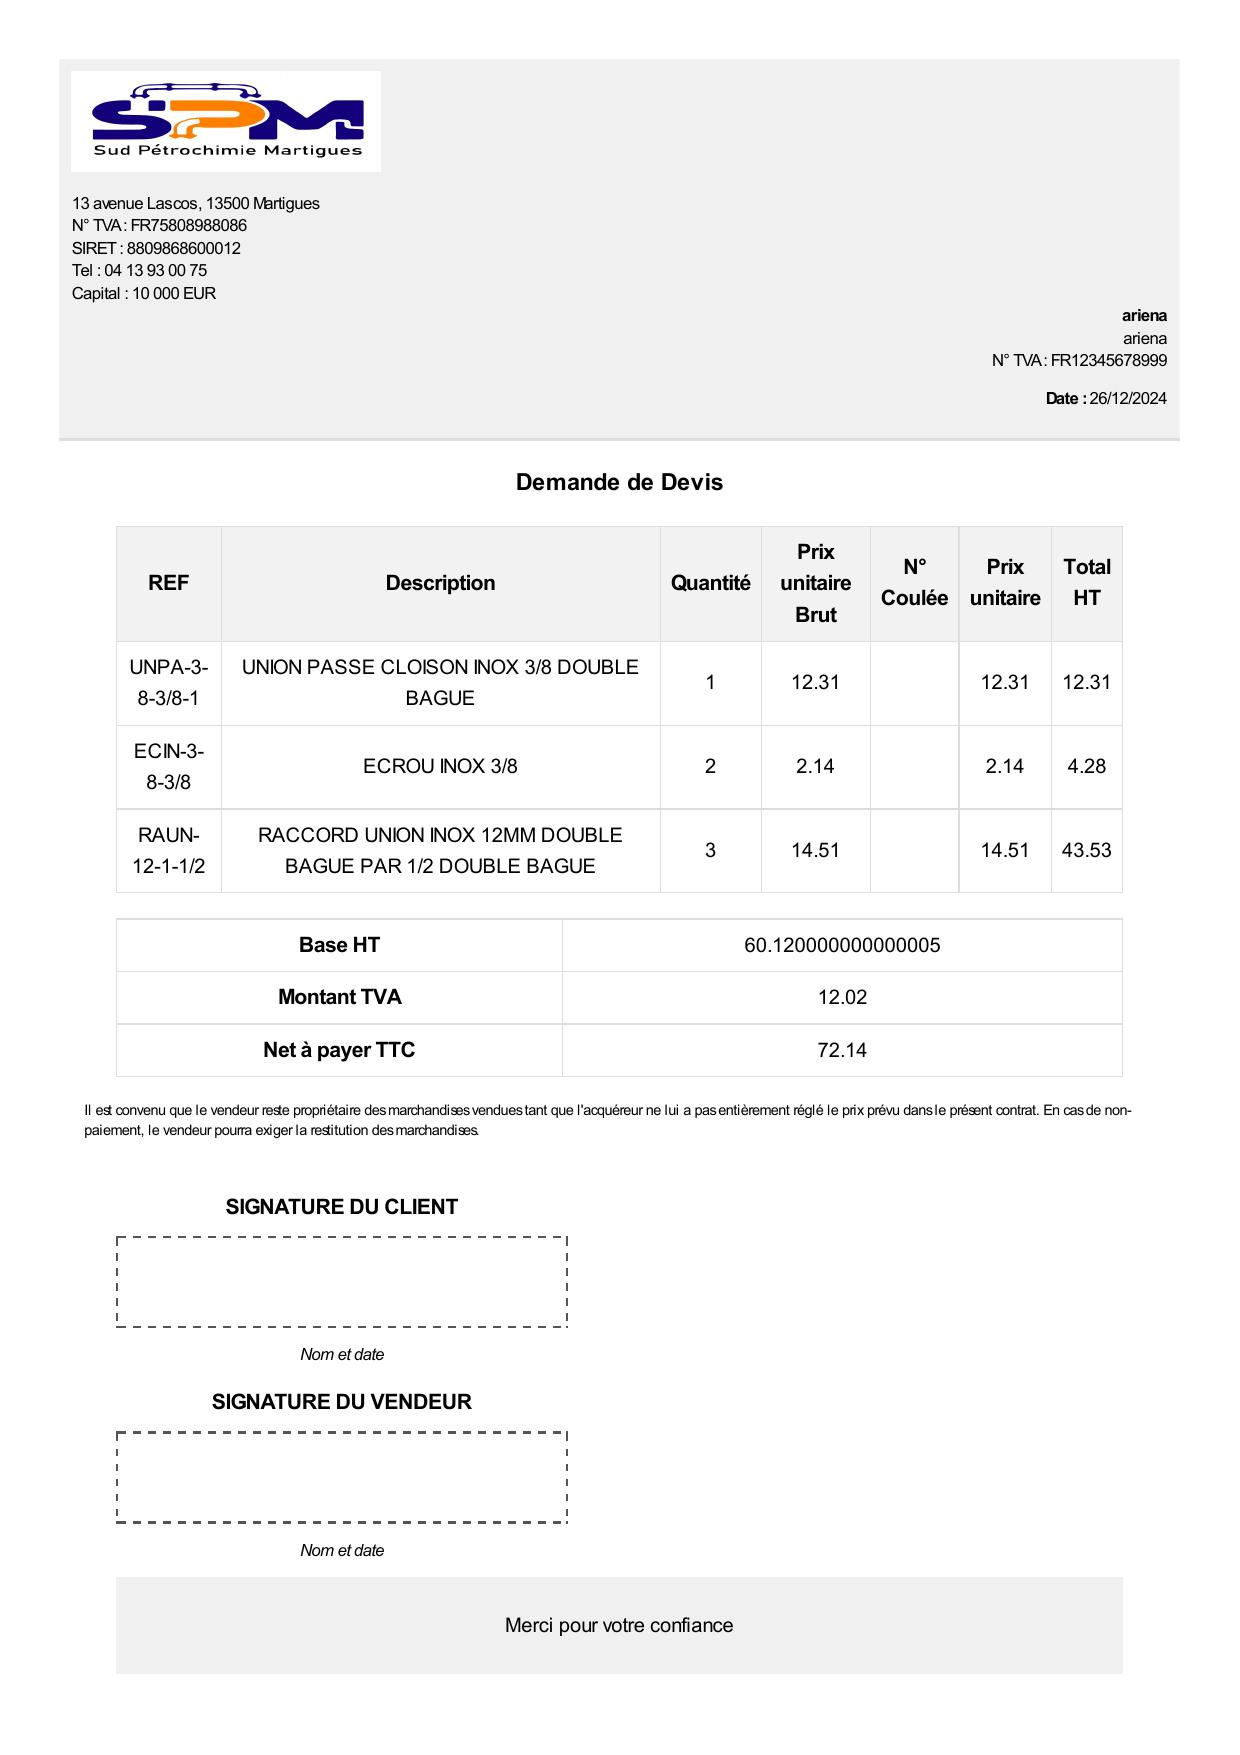 SPM
Sud Pétrochimie Martigues
13 avenue Lascos, 13500 Martigues
N° TVA : FR75808988086
SIRET : 8809868600012
Tel : 04 13 93 00 75
Capital : 10 000 EUR
ariena
ariena
N° TVA : FR12345678999
Date : 26/12/2024
Demande de Devis
REF Description Quantité Prix unitaire Brut N° Coulée Prix unitaire Total HT
UNPA-3-8-3/8-1 UNION PASSE CLOISON INOX 3/8 DOUBLE BAGUE 1 12.31 12.31 12.31
ECIN-3-8-3/8 ECROU INOX 3/8 2 2.14 2.14 4.28
RAUN-12-1-1/2 RACCORD UNION INOX 12MM DOUBLE BAGUE PAR 1/2 DOUBLE BAGUE 3 14.51 14.51 43.53
Base HT 60.120000000000005
Montant TVA 12.02
Net à payer TTC 72.14
Il est convenu que le vendeur reste propriétaire des marchandises vendues tant que l'acquéreur ne lui a pas entièrement réglé le prix prévu dans le présent contrat. En cas de non-
paiement, le vendeur pourra exiger la restitution des marchandises.
SIGNATURE DU CLIENT
Nom et date
SIGNATURE DU VENDEUR
Nom et date
Merci pour votre confiance